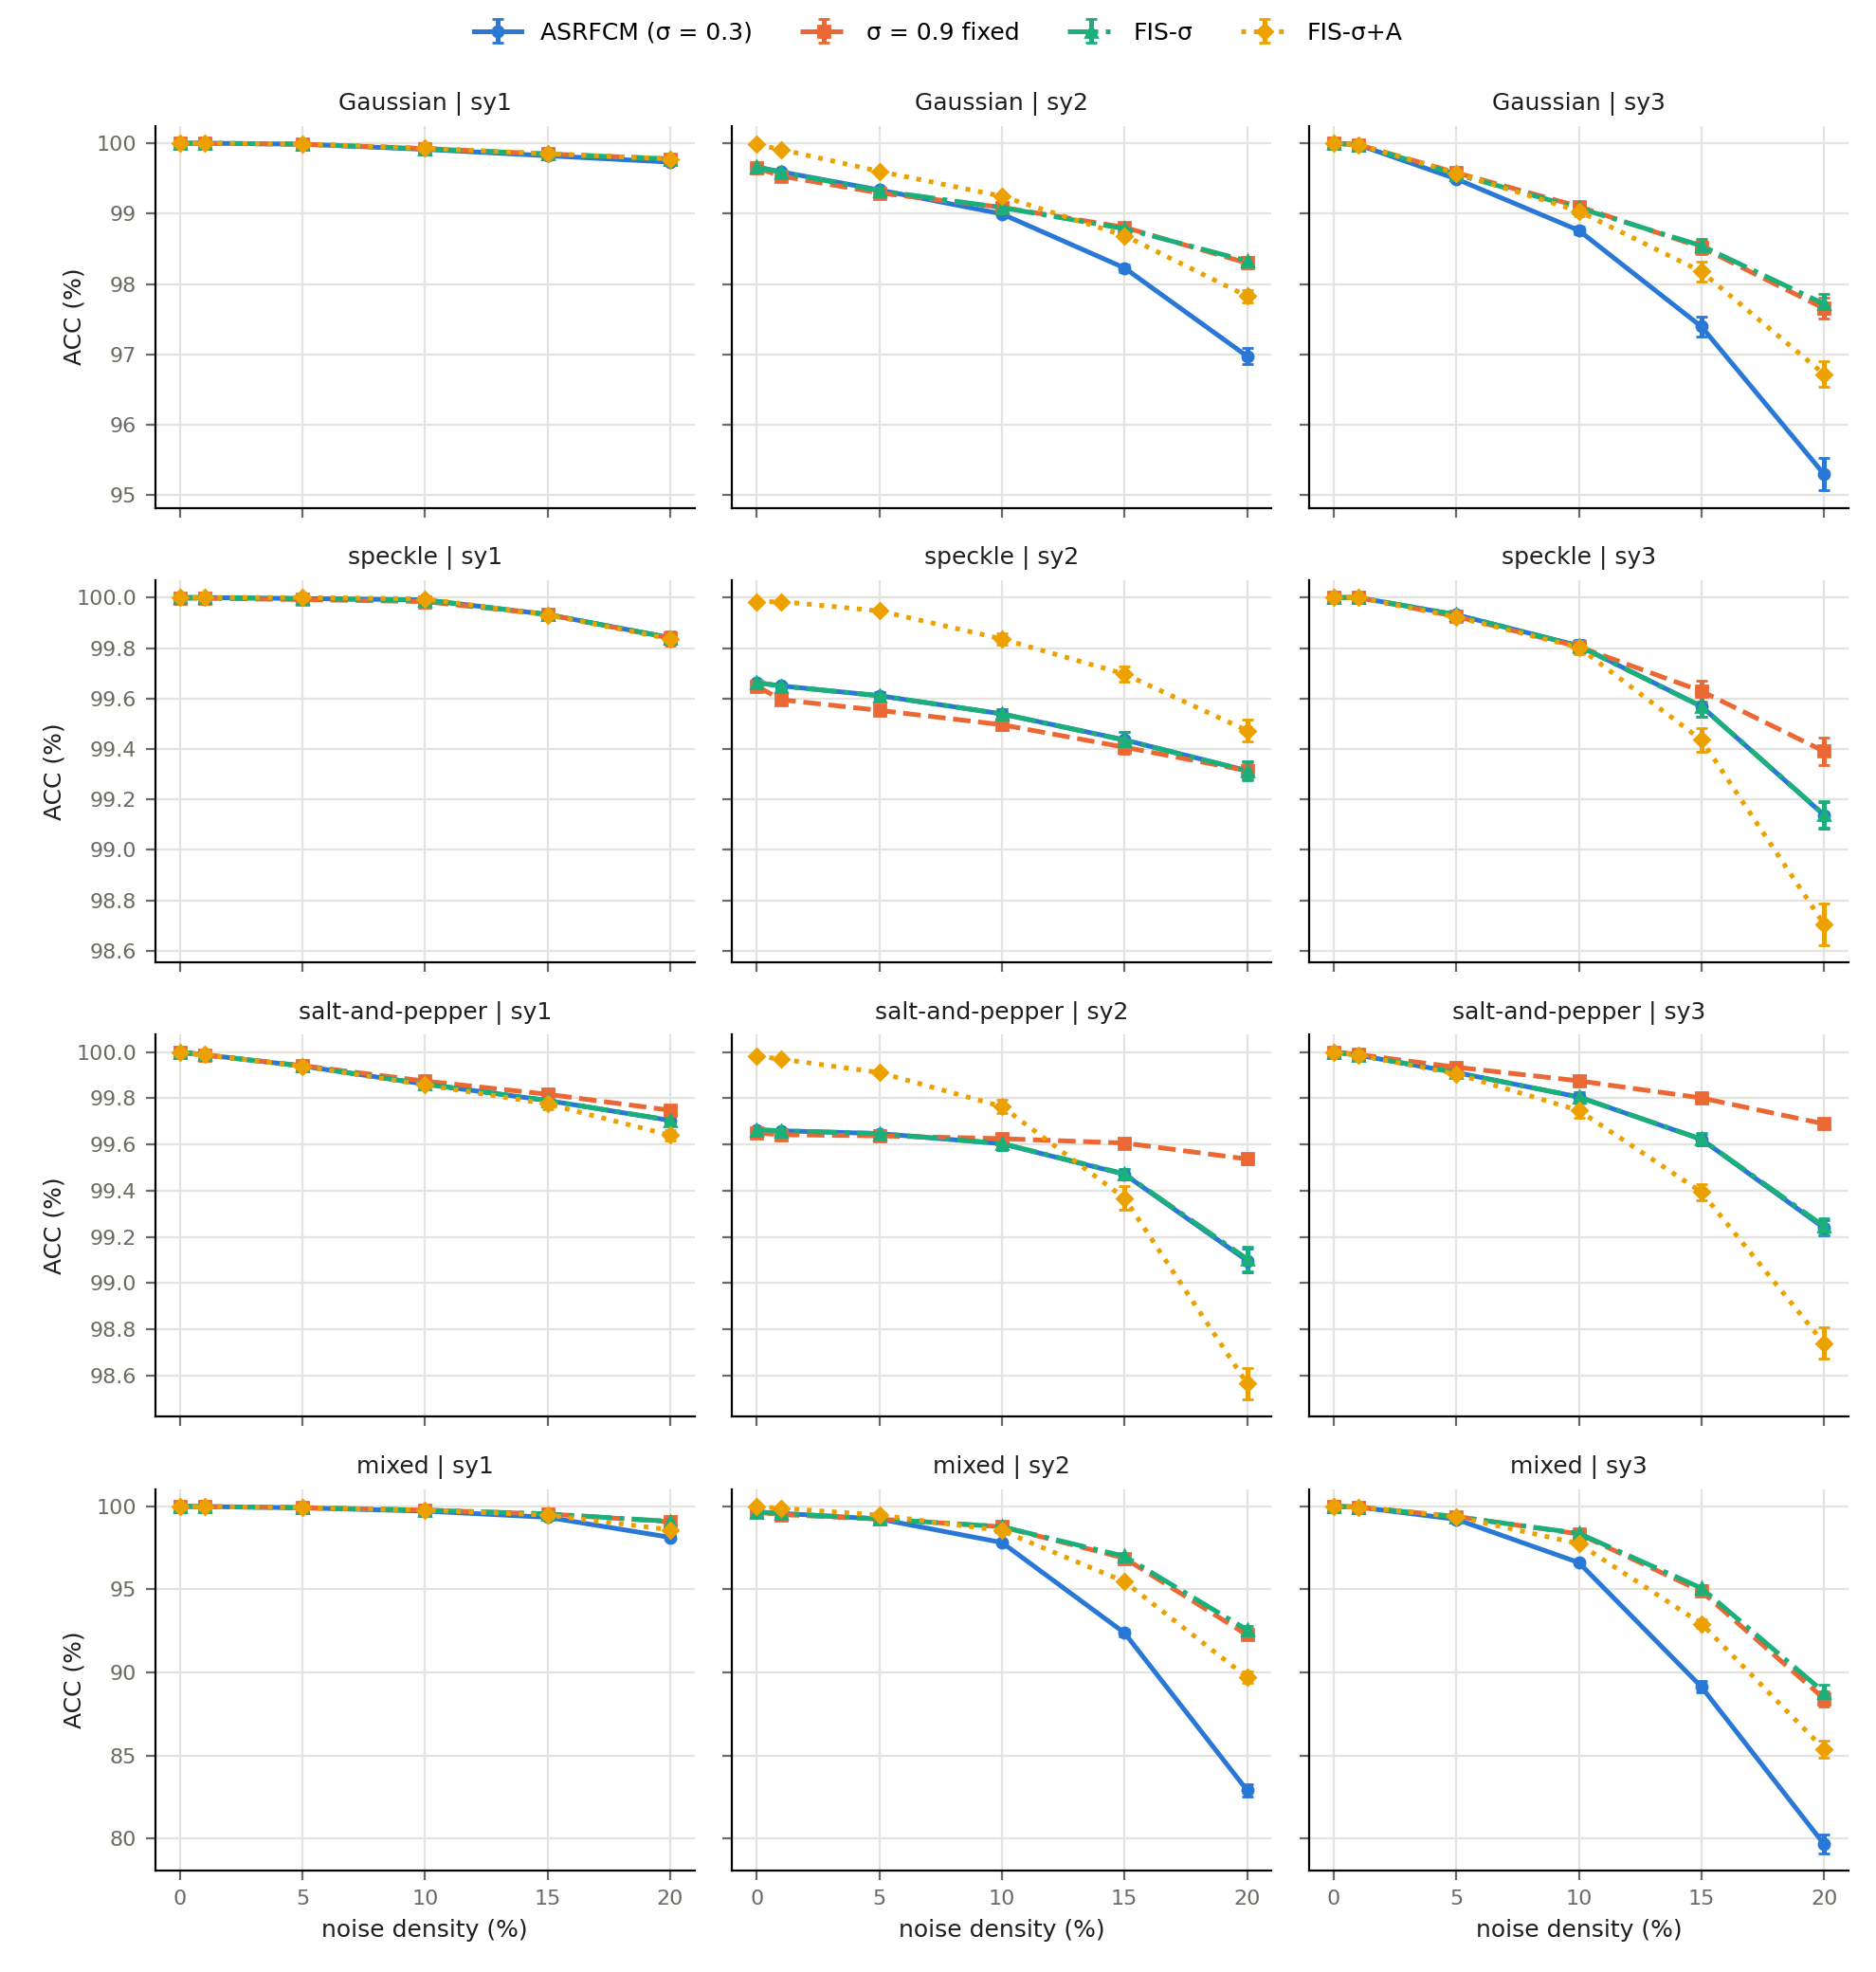 ASRFCM (σ = 0.3) σ = 0.9 fixed FIS-σ FIS-σ+A
Gaussian | sy1 Gaussian | sy2 Gaussian | sy3
100
99
98
97
96
95
ACC (%)
speckle | sy1 speckle | sy2 speckle | sy3
100.0
99.8
99.6
99.4
99.2
99.0
98.8
98.6
ACC (%)
salt-and-pepper | sy1 salt-and-pepper | sy2 salt-and-pepper | sy3
100.0
99.8
99.6
99.4
99.2
99.0
98.8
98.6
ACC (%)
mixed | sy1 mixed | sy2 mixed | sy3
100
95
90
85
80
ACC (%)
0 5 10 15 20 0 5 10 15 20 0 5 10 15 20
noise density (%) noise density (%) noise density (%)